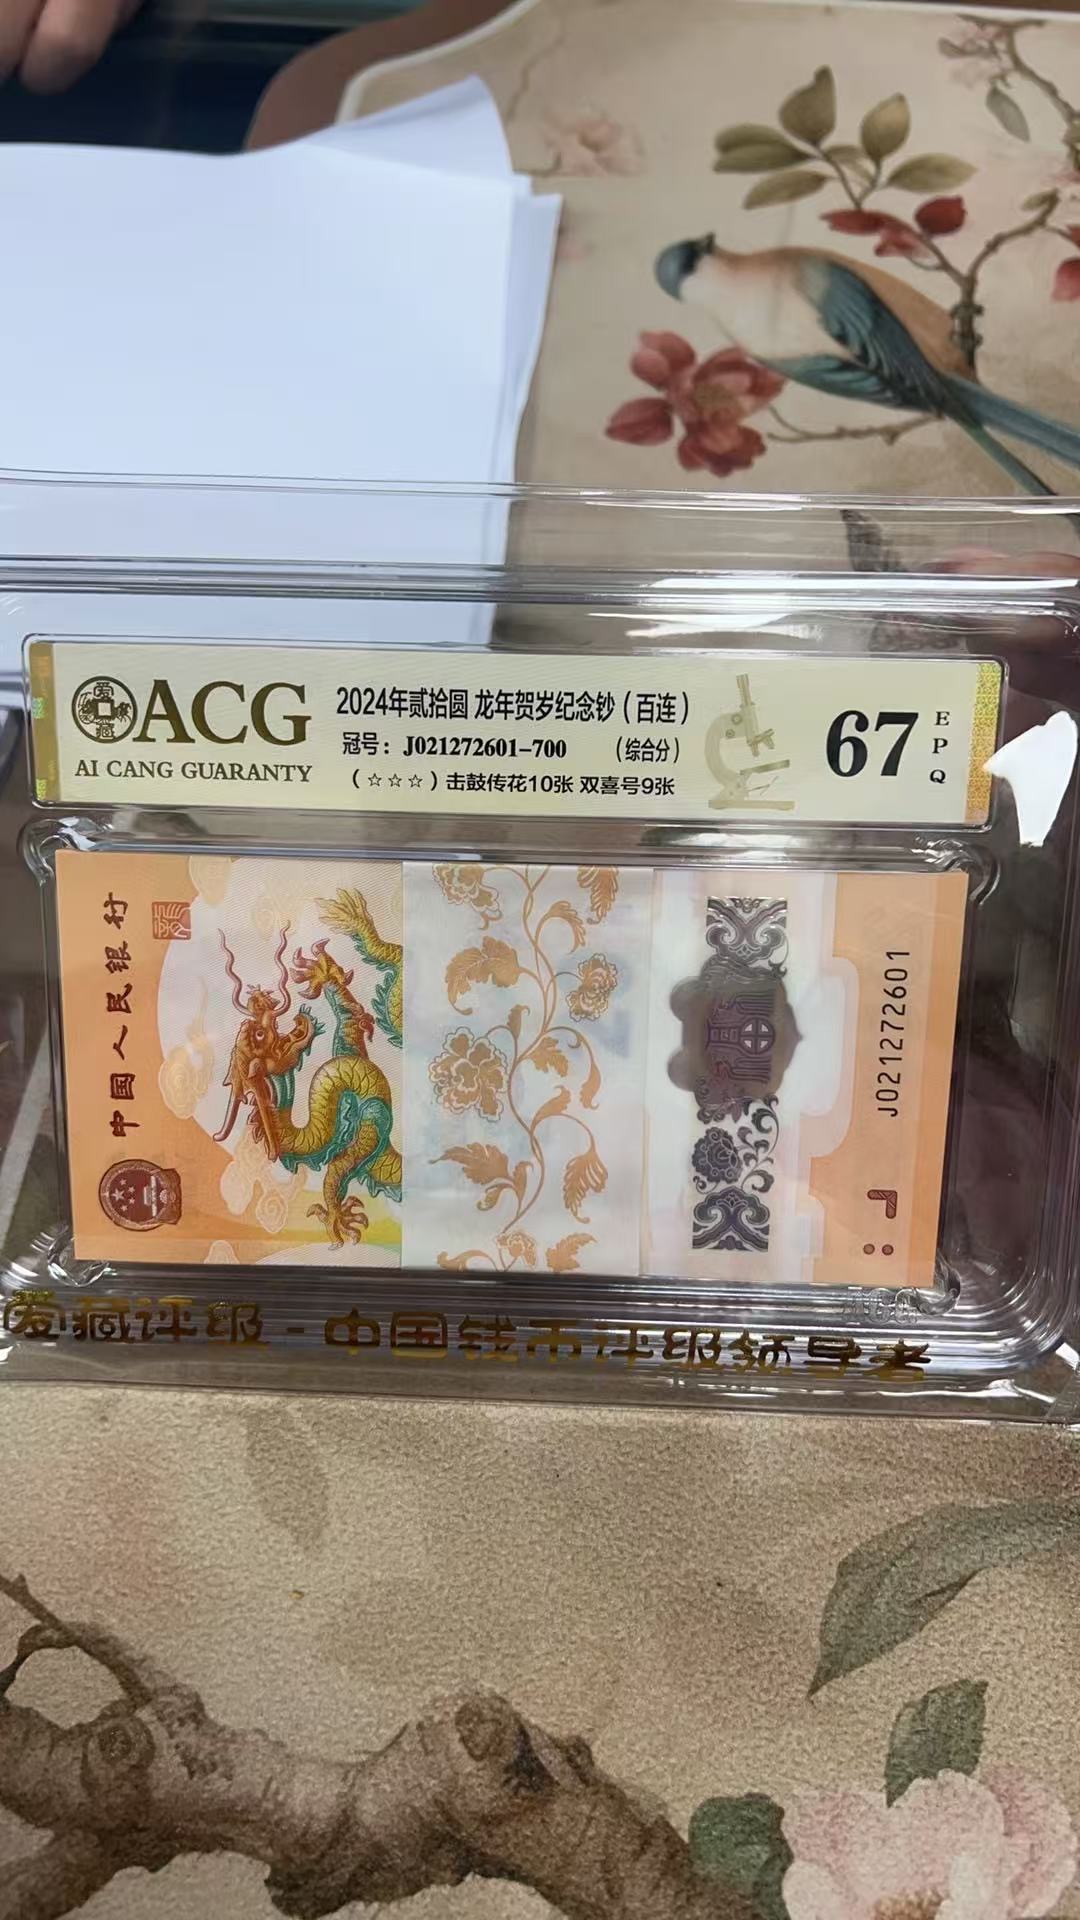 ACG
AI CANG GUARANTY
2024年贰拾圆 龙年贺岁纪念钞（百连）
冠号：J021272601-700 （综合分）
（☆☆☆）击鼓传花10张 双喜号9张
67
EPQ
中国人民银行
J021272601
爱藏评级-中国钱币评级领导者